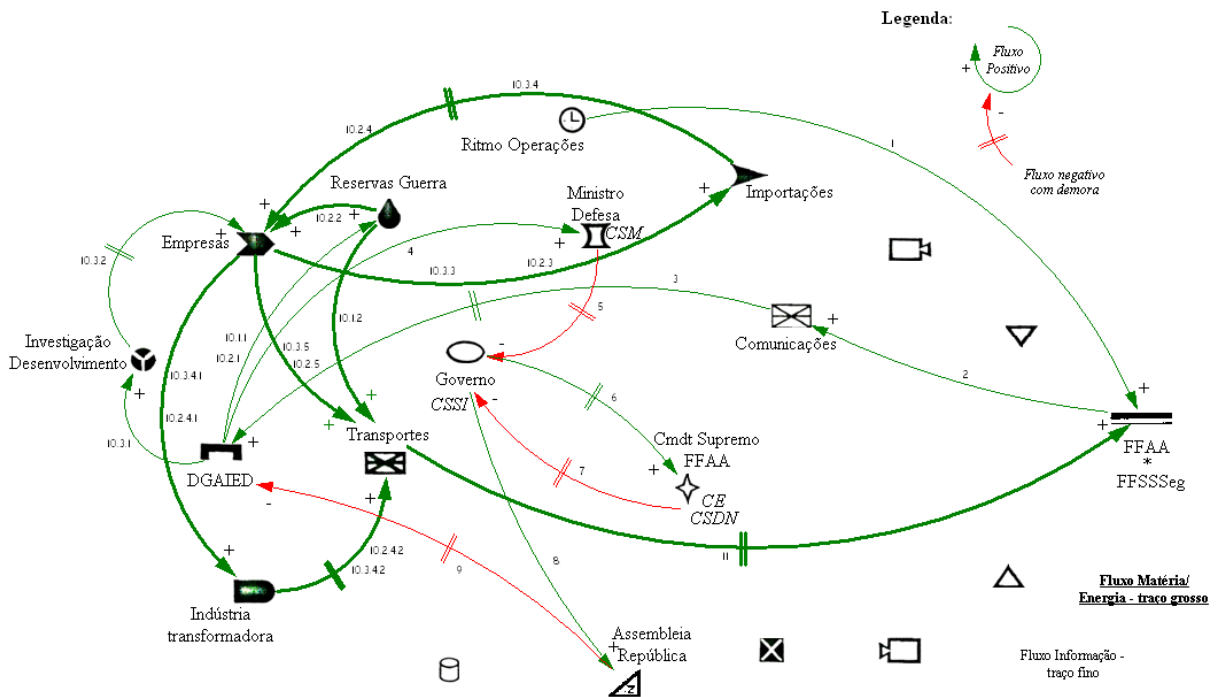 Legenda:
Fluxo
Positivo
+
-
Fluxo negativo
com demora
10.3.4
10.2.4
Ritmo Operações
1
Reservas Guerra
Ministro
Defesa
CSM
+
Importações
+
+
10.2.2
+
+
Empresas
4
+
10.3.3
10.2.3
10.3.2
3
5
10.1.1
10.2.1
10.1.2
10.3.5
10.2.5
Investigação
Desenvolvimento
+
-
Governo
CSSI
-
Comunicações
+
2
6
10.3.4.1
10.2.4.1
10.3.1
+
+
+
Transportes
+
DGAIED
-
+
Cmdt Supremo
FFAA
+
CE
CSDN
7
+
+
FFAA
*
FFSSSeg
10.2.4.2
10.3.4.2
+
Indústria
transformadora
9
8
11
Fluxo Matéria/
Energia - traço grosso
+
Assembleia
República
Z
Fluxo Informação -
traço fino